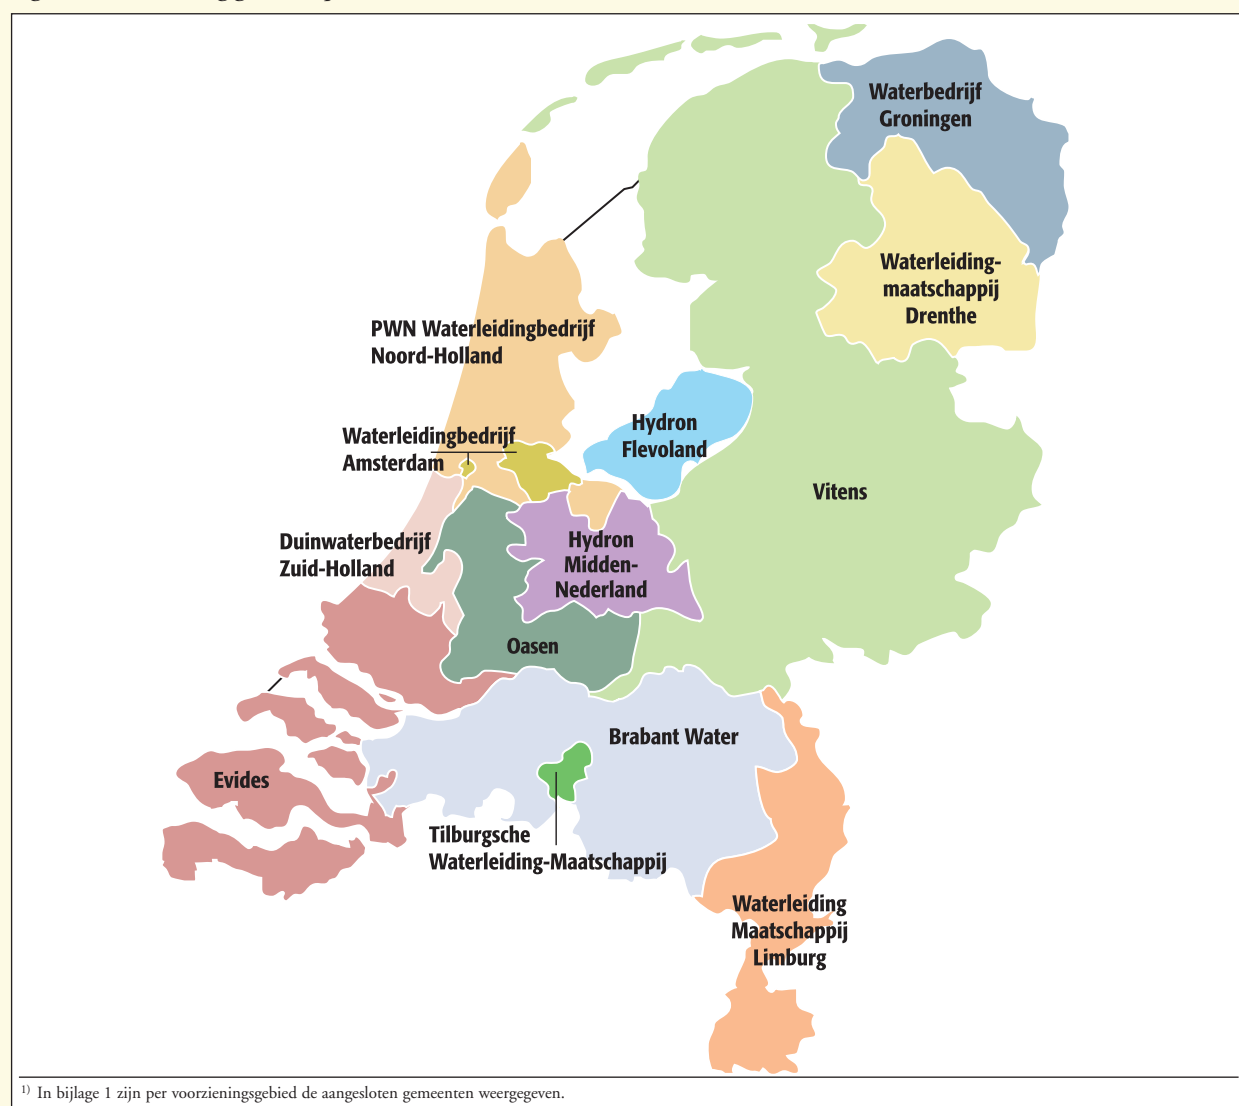 Waterbedrijf
Groningen
Waterleiding-
maatschappij
Drenthe
PWN Waterleidingbedrijf
Noord-Holland
Waterleidingbedrijf
Amsterdam
Hydron
Flevoland
Vitens
Duinwaterbedrijf
Zuid-Holland
Hydron
Midden-
Nederland
Oasen
Brabant Water
Evides
Tilburgsche
Waterleiding-Maatschappij
Waterleiding
Maatschappij
Limburg
1) In bijlage 1 zijn per voorzieningsgebied de aangesloten gemeenten weergegeven.